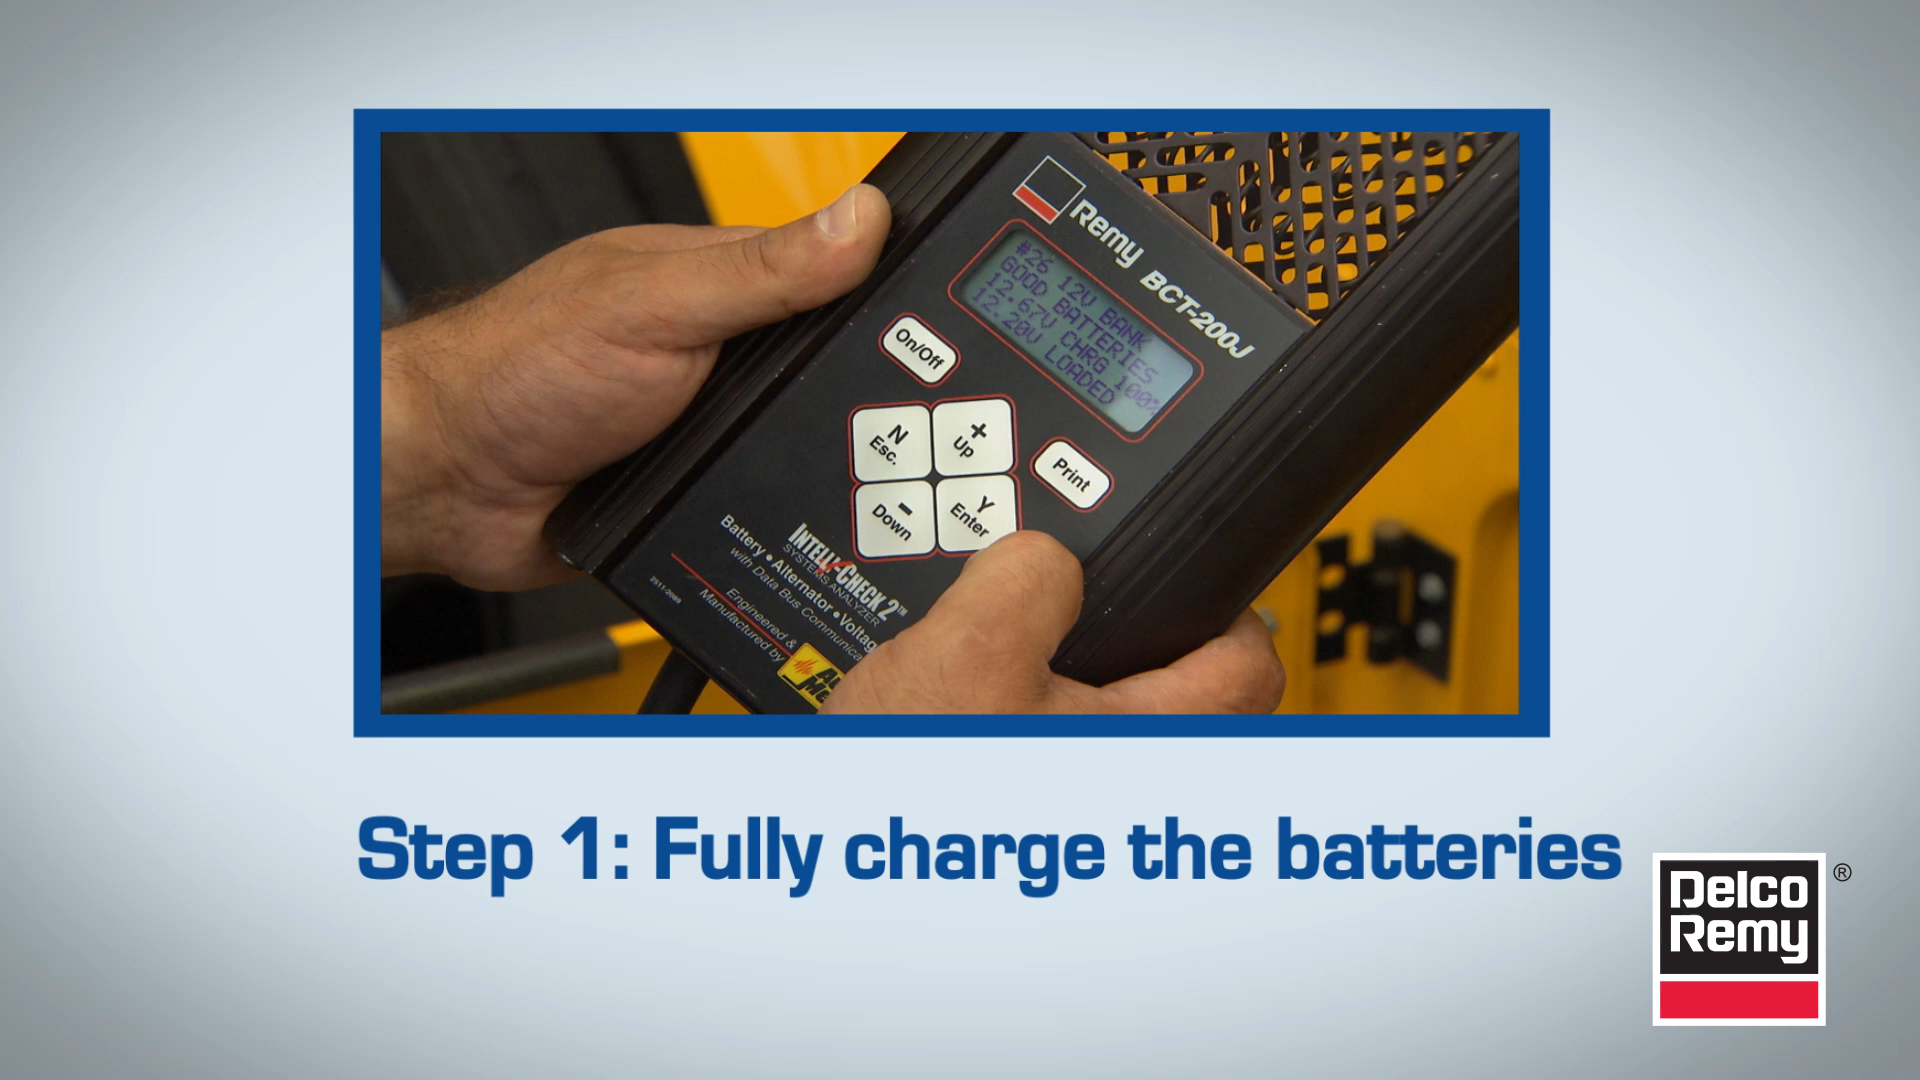 Remy BCT-200J
#26 12V BANK
GOOD BATTERIES
12.67V CHRG 100%
12.20V LOADED
On/Off
N
Esc.
+
Up
-
Down
Y
Enter
Print
INTELLI-CHECK 2™
SYSTEMS ANALYZER
Battery • Alternator • Voltag
with Data Bus Communica
Engineered &
Manufactured by
Step 1: Fully charge the batteries
Delco
Remy
®